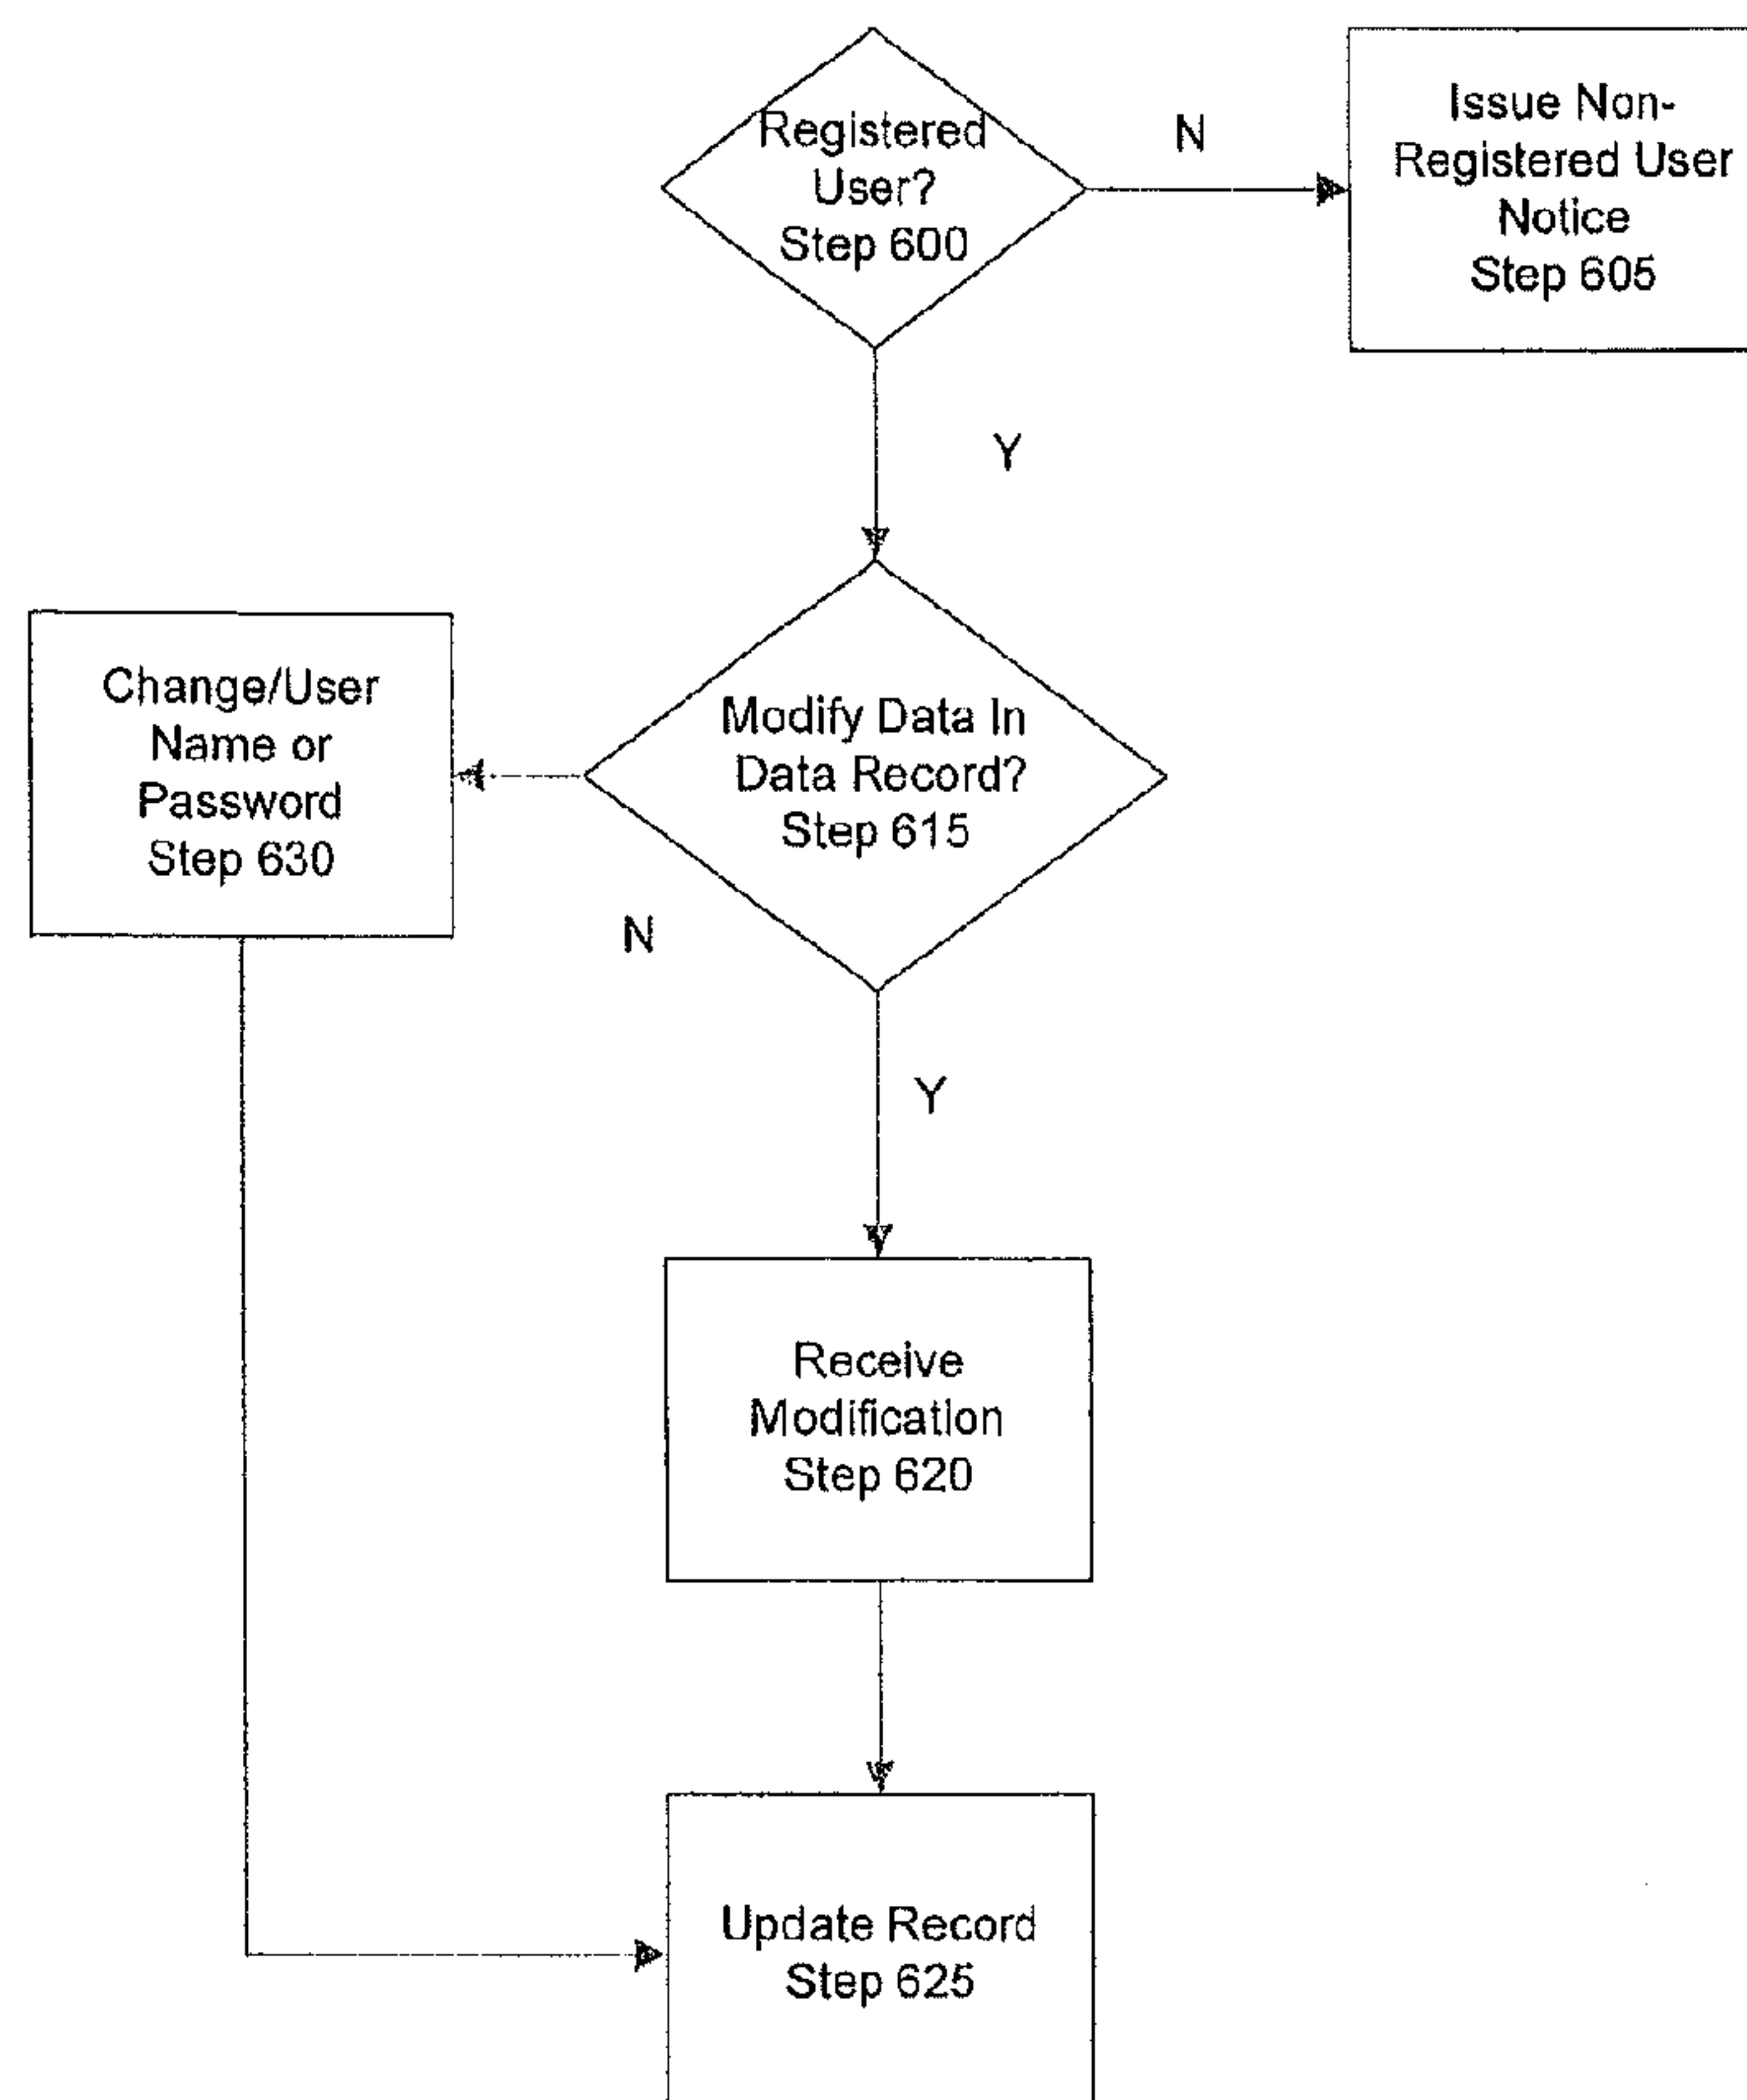 Registered
User?
Step 600
N
Issue Non-
Registered User
Notice
Step 605
Y
Modify Data In
Data Record?
Step 615
Change/User
Name or
Password
Step 630
N
Y
Receive
Modification
Step 620
Update Record
Step 625